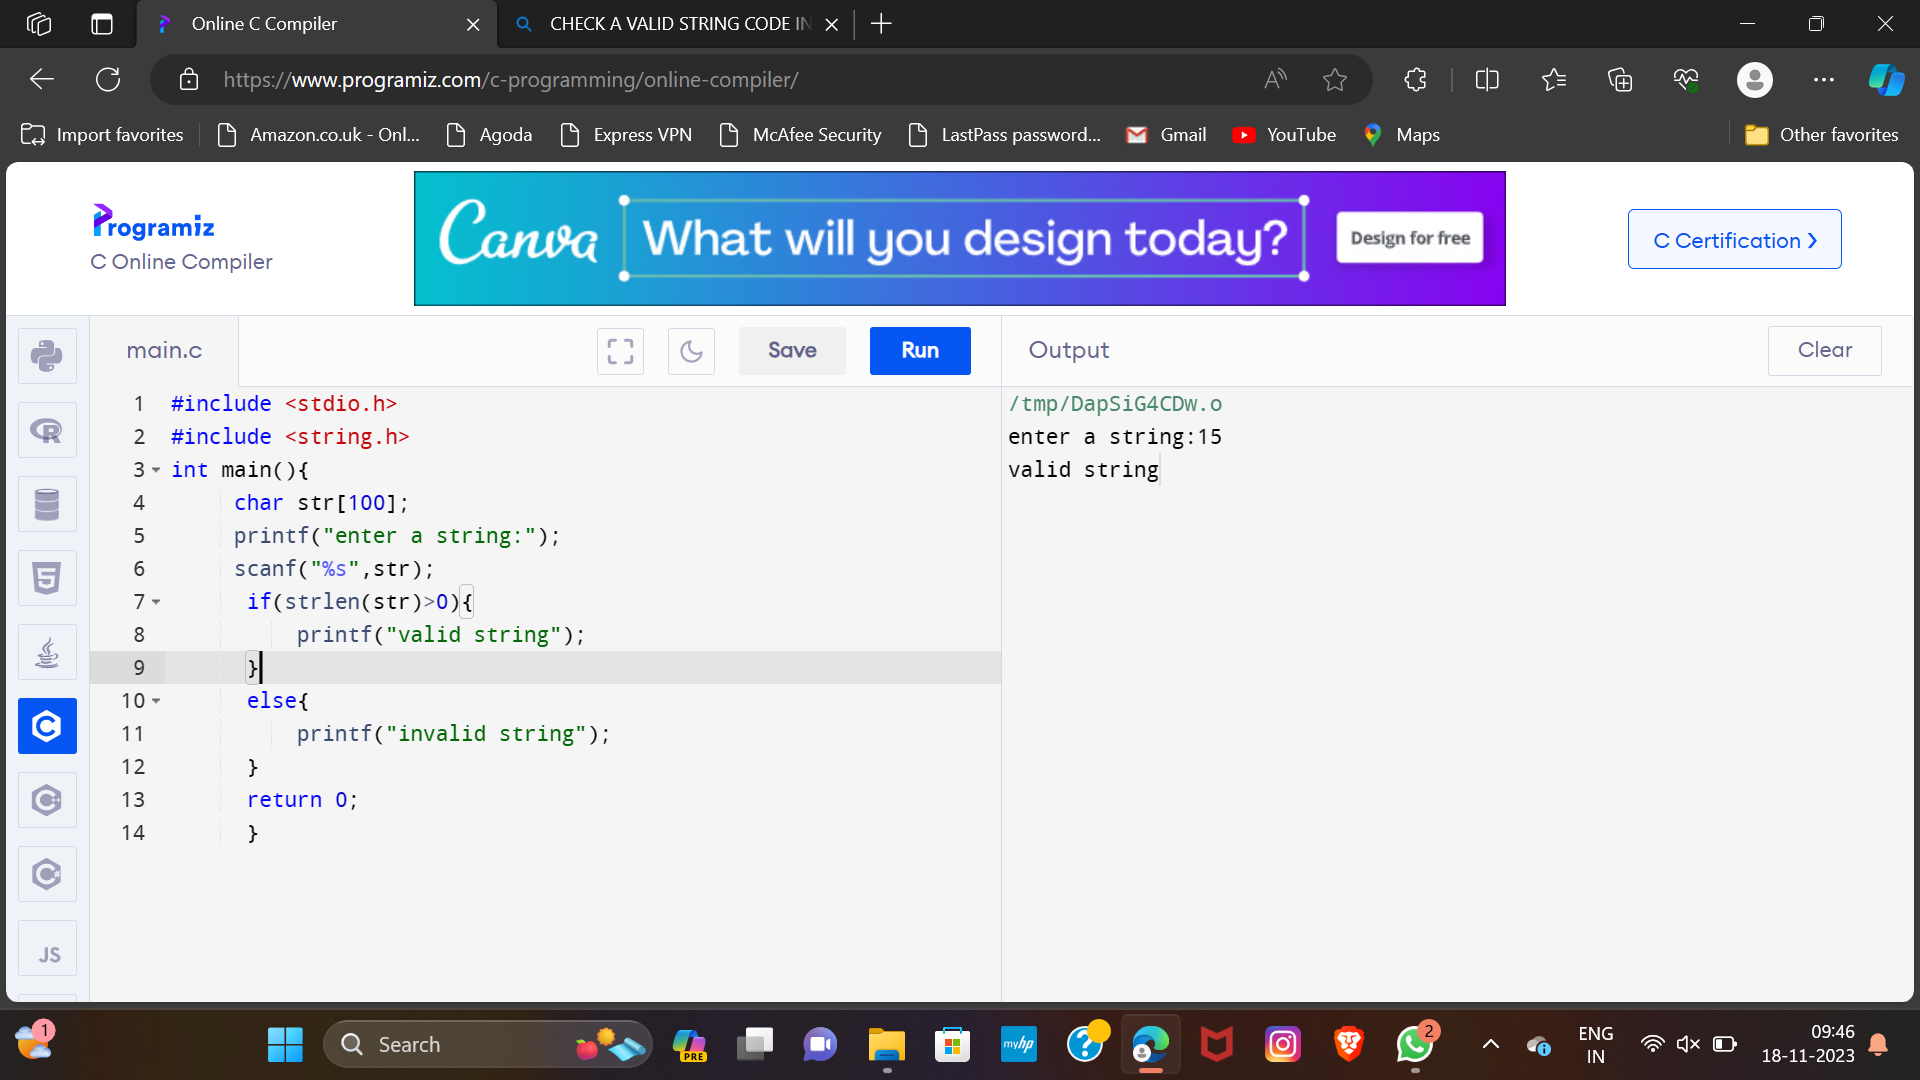 Online C Compiler
CHECK A VALID STRING CODE IN
https://www.programiz.com/c-programming/online-compiler/
Import favorites
Amazon.co.uk - Onl...
Agoda
Express VPN
McAfee Security
LastPass password...
Gmail
YouTube
Maps
Other favorites
Programiz
C Online Compiler
Canva
What will you design today?
Design for free
C Certification >
main.c
Save
Run
Output
Clear
1 #include <stdio.h>
2 #include <string.h>
3 int main(){
4 char str[100];
5 printf("enter a string:");
6 scanf("%s",str);
7 if(strlen(str)>0){
8 printf("valid string");
9 }
10 else{
11 printf("invalid string");
12 }
13 return 0;
14 }
/tmp/DapSiG4CDw.o
enter a string:15
valid string
JS
1
Search
PRE
myhp
2
ENG
IN
09:46
18-11-2023